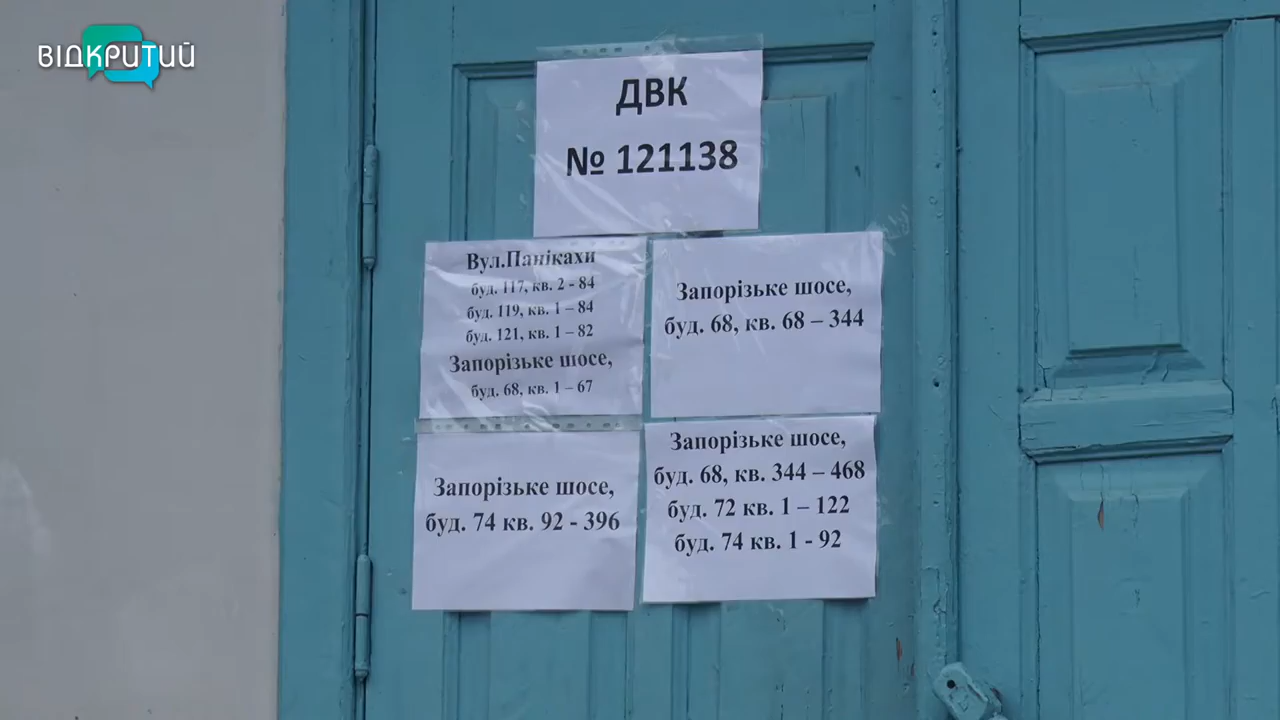 ВІДКРИТИЙ
ДВК
№ 121138
Вул.Панікахи
буд. 117, кв. 2 - 84
буд. 119, кв. 1 – 84
буд. 121, кв. 1 – 82
Запорізьке шосе,
буд. 68, кв. 1 – 67
Запорізьке шосе,
буд. 68, кв. 68 – 344
Запорізьке шосе,
буд. 74 кв. 92 - 396
Запорізьке шосе,
буд. 68, кв. 344 – 468
буд. 72 кв. 1 – 122
буд. 74 кв. 1 - 92